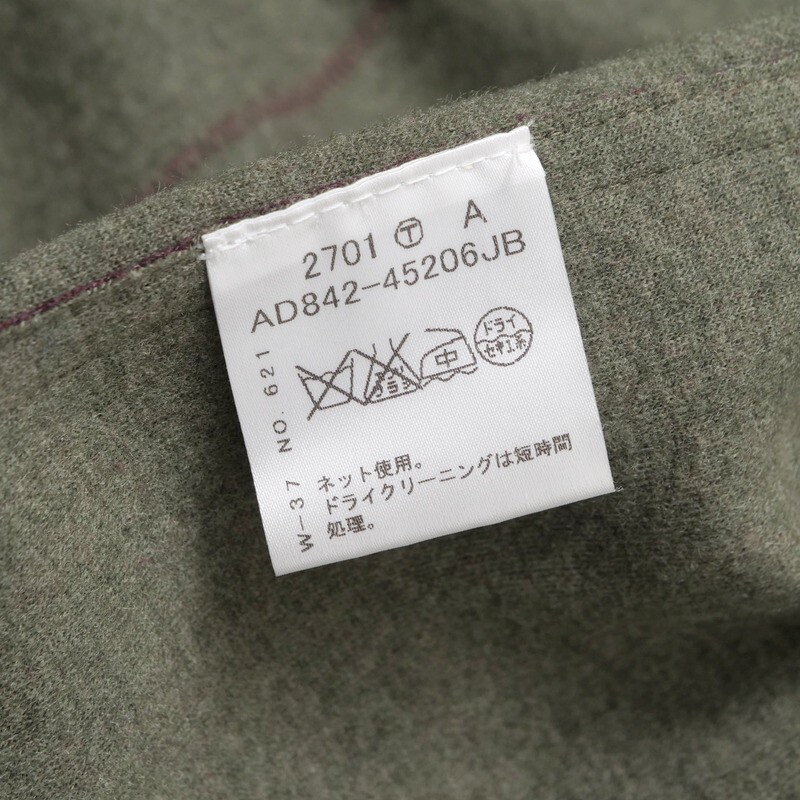 2701 Ⓣ A
AD842-45206JB
中
ドライ
セキユ系
NO. 621
W-37
ネット使用。
ドライクリーニングは短時間
処理。